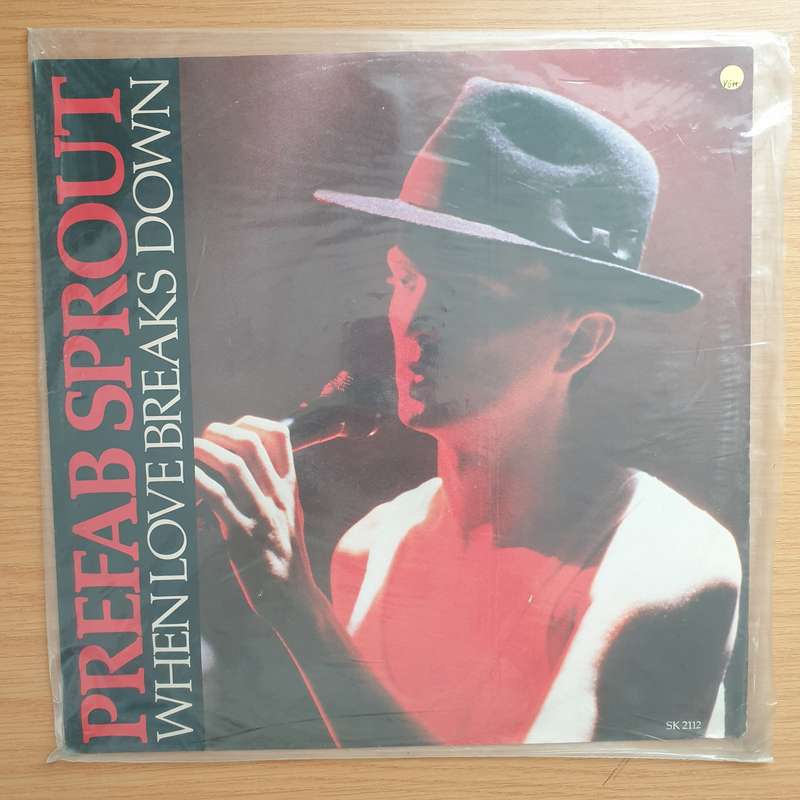 PREFAB SPROUT
WHEN LOVE BREAKS DOWN
SK 2112